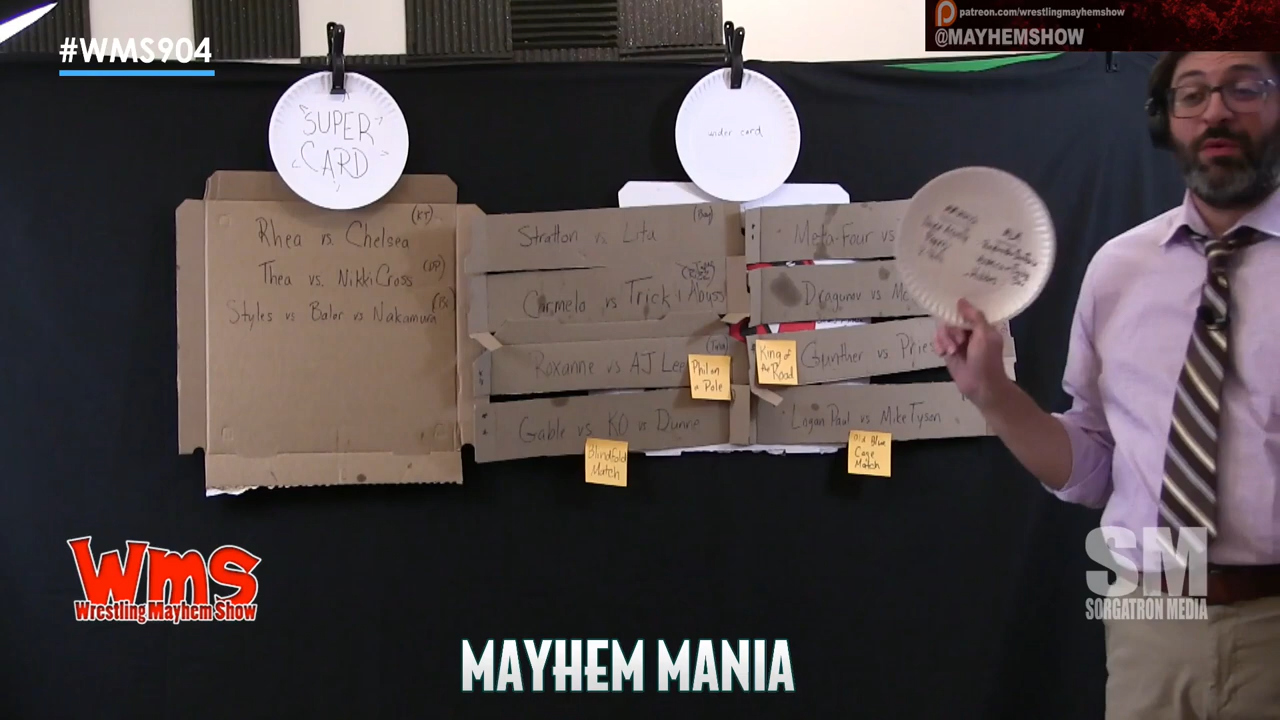 #WMS904
patreon.com/wrestlingmayhemshow
@MAYHEMSHOW
SUPER
CARD
under card
Rhea vs. Chelsea
Thea vs. Nikki Cross
Styles vs Balor vs Nakamura
Stratton vs Lita
Carmelo vs Trick + Abyss
Roxanne vs AJ Lee
Phil on
a Pole
Gable vs. KO vs Dunne
Blindfold
Match
Meta-Four vs
Dragunov vs
King of
the Road
Gunther vs Pries
Logan Paul vs Mike Tyson
Old Blue
Cage
Match
WMS
Wrestling Mayhem Show
SM
SORGATRON MEDIA
MAYHEM MANIA